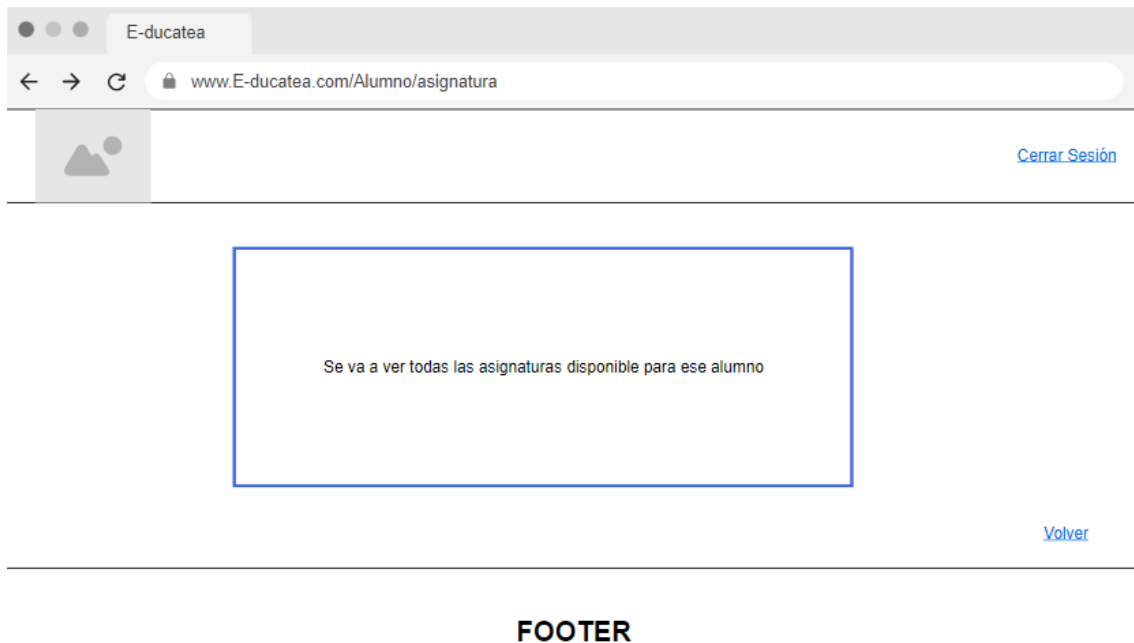 E-ducatea
www.E-ducatea.com/Alumno/asignatura
Cerrar Sesión
Se va a ver todas las asignaturas disponible para ese alumno
Volver
FOOTER